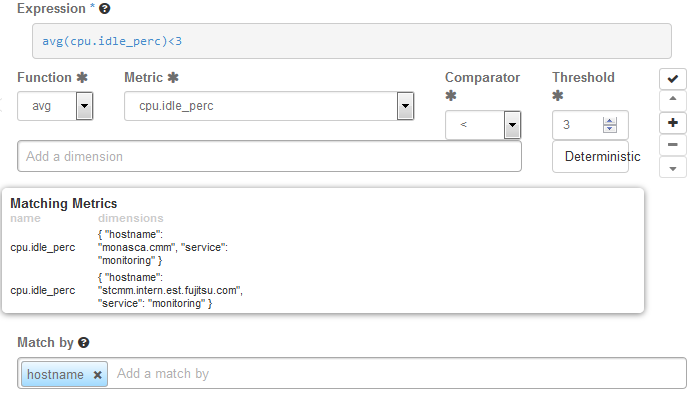 Expression *
avg(cpu.idle_perc)<3
Function ✱ Metric ✱ Comparator ✱ Threshold ✱
avg cpu.idle_perc < 3
Add a dimension Deterministic
Matching Metrics
name dimensions
{ "hostname":
cpu.idle_perc "monasca.cmm", "service":
"monitoring" }
{ "hostname":
cpu.idle_perc "stcmm.intern.est.fujitsu.com",
"service": "monitoring" }
Match by
hostname × Add a match by